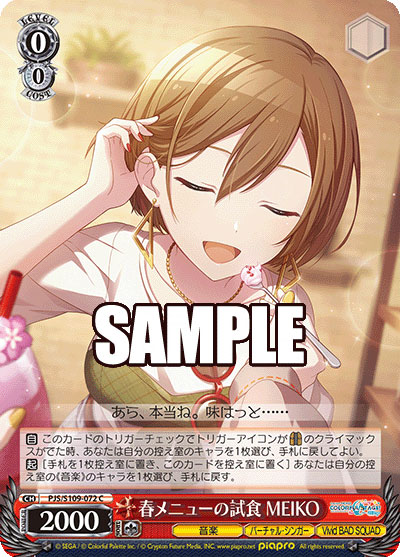 LEVEL
0
0
COST
SAMPLE
あら、本当ね。味はっと……
自 このカードのトリガーチェックでトリガーアイコンがのクライマックス
がでた時、あなたは自分の控え室のキャラを1枚選び、手札に戻してよい。
起 [手札を1枚控え室に置き、このカードを控え室に置く] あなたは自分の控え
室の《音楽》のキャラを1枚選び、手札に戻す。
CH PJS/S109-072 C
春メニューの試食 MEIKO
COLORFUL STAGE!
POWER 2000 SOUL
音楽 バーチャル・シンガー Vivid BAD SQUAD
© SEGA / © Colorful Palette Inc. / © Crypton Future Media, INC. www.piapro.net piapro All rights reserved.